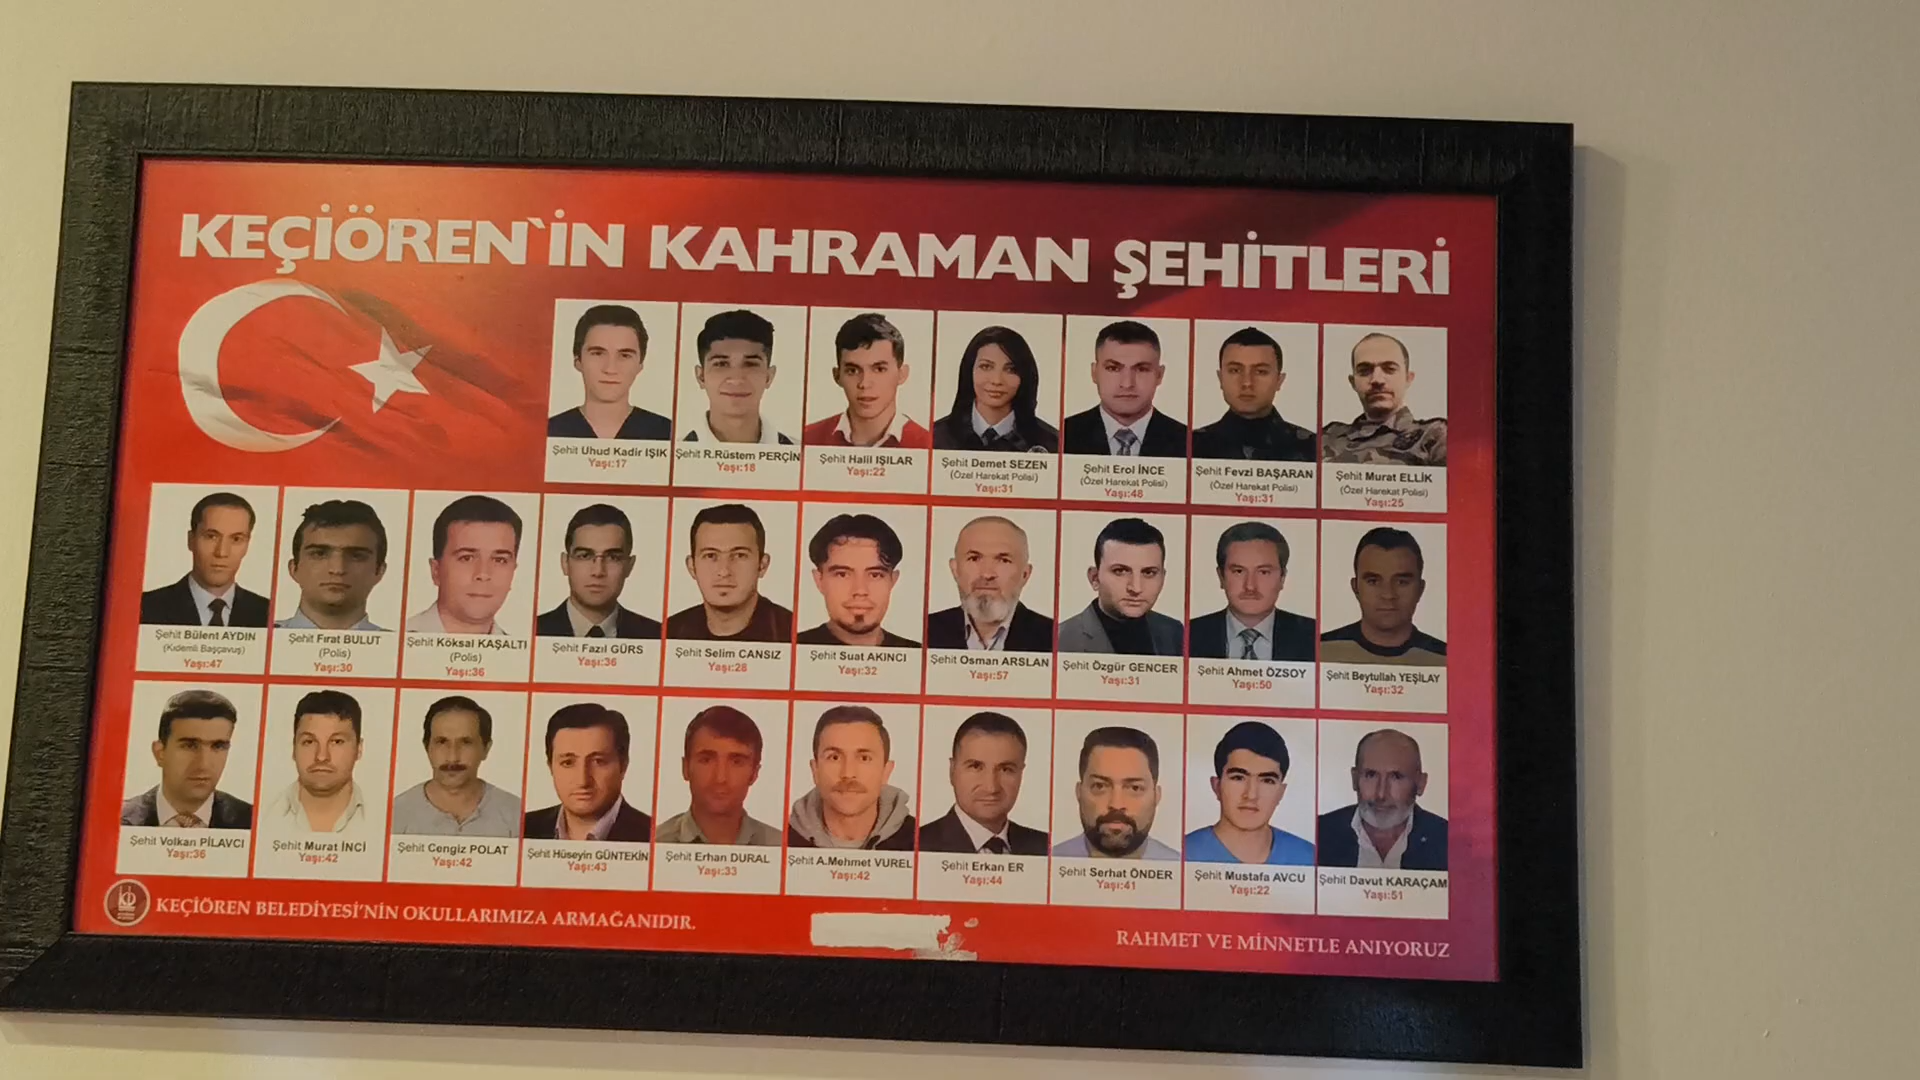 KEÇİÖREN`İN KAHRAMAN ŞEHİTLERİ
Şehit Uhud Kadir IŞIK
Yaşı:17
Şehit R.Rüstem PERÇİN
Yaşı:18
Şehit Halil IŞILAR
Yaşı:22
Şehit Demet SEZEN
(Özel Harekat Polisi)
Yaşı:31
Şehit Erol İNCE
(Özel Harekat Polisi)
Yaşı:48
Şehit Fevzi BAŞARAN
(Özel Harekat Polisi)
Yaşı:31
Şehit Murat ELLİK
(Özel Harekat Polisi)
Yaşı:25
Şehit Bülent AYDIN
(Kıdemli Başçavuş)
Yaşı:47
Şehit Fırat BULUT
(Polis)
Yaşı:30
Şehit Köksal KAŞALTI
(Polis)
Yaşı:36
Şehit Fazıl GÜRS
Yaşı:36
Şehit Selim CANSIZ
Yaşı:28
Şehit Suat AKINCI
Yaşı:32
Şehit Osman ARSLAN
Yaşı:57
Şehit Özgür GENCER
Yaşı:31
Şehit Ahmet ÖZSOY
Yaşı:50
Şehit Beytullah YEŞİLAY
Yaşı:32
Şehit Volkan PİLAVCI
Yaşı:36
Şehit Murat İNCİ
Yaşı:42
Şehit Cengiz POLAT
Yaşı:42
Şehit Hüseyin GÜNTEKİN
Yaşı:43
Şehit Erhan DURAL
Yaşı:33
Şehit A.Mehmet VUREL
Yaşı:42
Şehit Erkan ER
Yaşı:44
Şehit Serhat ÖNDER
Yaşı:41
Şehit Mustafa AVCU
Yaşı:22
Şehit Davut KARAÇAM
Yaşı:51
KEÇİÖREN BELEDİYESİ'NİN OKULLARIMIZA ARMAĞANIDIR.
RAHMET VE MİNNETLE ANIYORUZ